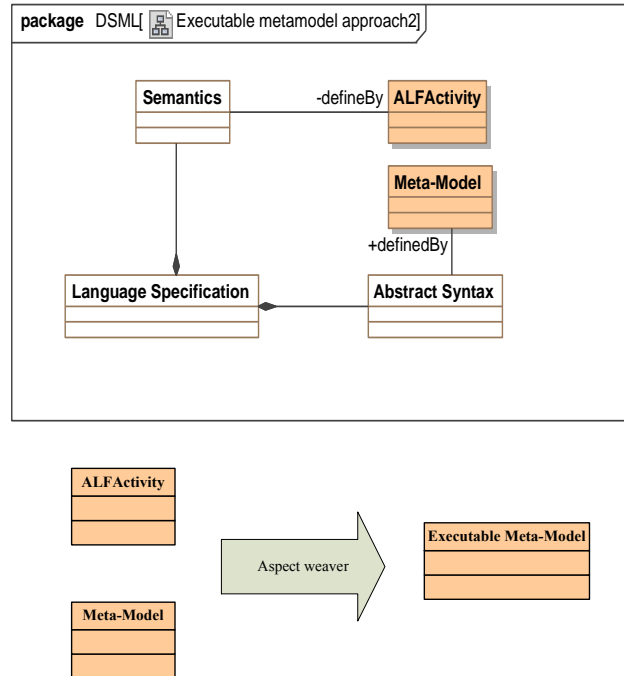 package DSML[ Executable metamodel approach2]
Semantics
-defineBy
ALFActivity
Meta-Model
+definedBy
Language Specification
Abstract Syntax
ALFActivity
Aspect weaver
Executable Meta-Model
Meta-Model